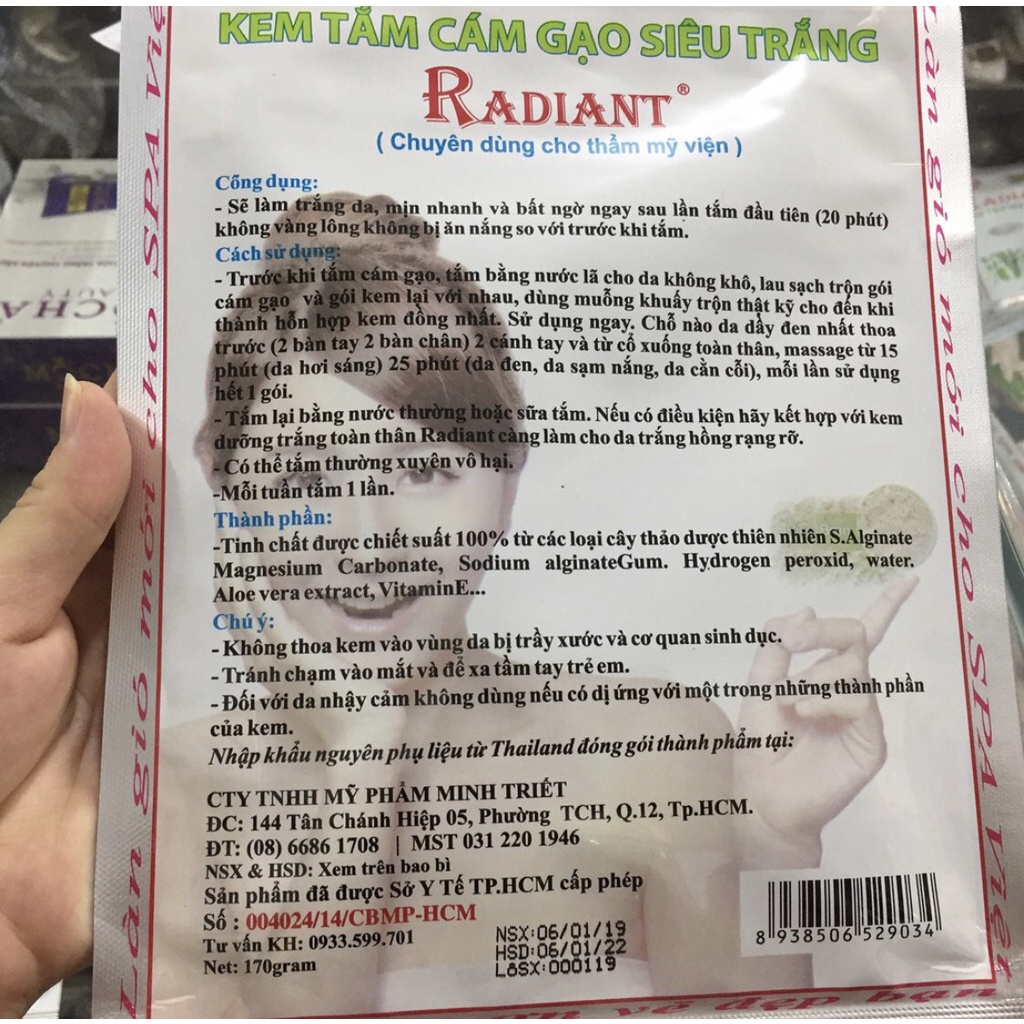 KEM TẮM CÁM GẠO SIÊU TRẮNG
RADIANT®
( Chuyên dùng cho thẩm mỹ viện )
Công dụng:
- Sẽ làm trắng da, mịn nhanh và bất ngờ ngay sau lần tắm đầu tiên (20 phút)
không vàng lông không bị ăn nắng so với trước khi tắm.
Cách sử dụng:
- Trước khi tắm cám gạo, tắm bằng nước lã cho da không khô, lau sạch trộn gói
cám gạo và gói kem lại với nhau, dùng muỗng khuấy trộn thật kỹ cho đến khi
thành hỗn hợp kem đồng nhất. Sử dụng ngay. Chỗ nào da dầy đen nhất thoa
trước (2 bàn tay 2 bàn chân) 2 cánh tay và từ cổ xuống toàn thân, massage từ 15
phút (da hơi sáng) 25 phút (da đen, da sạm nắng, da cằn cỗi), mỗi lần sử dụng
hết 1 gói.
- Tắm lại bằng nước thường hoặc sữa tắm. Nếu có điều kiện hãy kết hợp với kem
dưỡng trắng toàn thân Radiant càng làm cho da trắng hồng rạng rỡ.
- Có thể tắm thường xuyên vô hại.
-Mỗi tuần tắm 1 lần.
Thành phần:
-Tinh chất được chiết suất 100% từ các loại cây thảo dược thiên nhiên S.Alginate
Magnesium Carbonate, Sodium alginateGum. Hydrogen peroxid, water.
Aloe vera extract, VitaminE...
Chú ý:
- Không thoa kem vào vùng da bị trầy xước và cơ quan sinh dục.
- Tránh chạm vào mắt và để xa tầm tay trẻ em.
- Đối với da nhậy cảm không dùng nếu có dị ứng với một trong những thành phần
của kem.
Nhập khẩu nguyên phụ liệu từ Thailand đóng gói thành phẩm tại:
CTY TNHH MỸ PHẨM MINH TRIẾT
ĐC: 144 Tân Chánh Hiệp 05, Phường TCH, Q.12, Tp.HCM.
ĐT: (08) 6686 1708 | MST 031 220 1946
NSX & HSD: Xem trên bao bì
Sản phẩm đã được Sở Y Tế TP.HCM cấp phép
Số : 004024/14/CBMP-HCM
Tư vấn KH: 0933.599.701
Net: 170gram
NSX:06/01/19
HSD:06/01/22
LôSX:000119
8 938506 529034
Làn gió mới cho SPA Việ
Làn gió mới cho SPA Việt
vẻ đẹp bạn